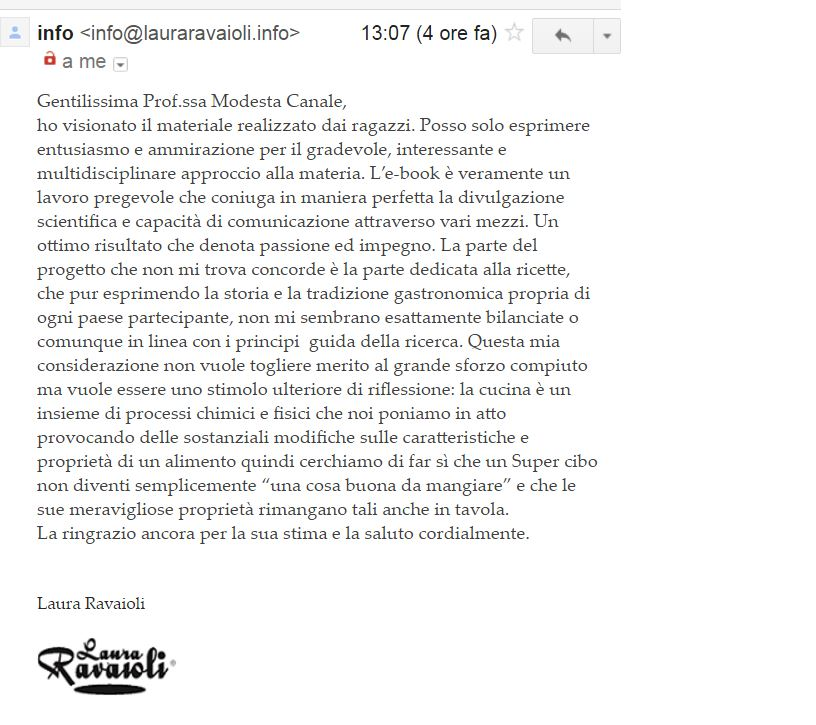 info <info@lauraravaioli.info> 13:07 (4 ore fa)
a me
Gentilissima Prof.ssa Modesta Canale,
ho visionato il materiale realizzato dai ragazzi. Posso solo esprimere
entusiasmo e ammirazione per il gradevole, interessante e
multidisciplinare approccio alla materia. L’e-book è veramente un
lavoro pregevole che coniuga in maniera perfetta la divulgazione
scientifica e capacità di comunicazione attraverso vari mezzi. Un
ottimo risultato che denota passione ed impegno. La parte del
progetto che non mi trova concorde è la parte dedicata alla ricette,
che pur esprimendo la storia e la tradizione gastronomica propria di
ogni paese partecipante, non mi sembrano esattamente bilanciate o
comunque in linea con i principi guida della ricerca. Questa mia
considerazione non vuole togliere merito al grande sforzo compiuto
ma vuole essere uno stimolo ulteriore di riflessione: la cucina è un
insieme di processi chimici e fisici che noi poniamo in atto
provocando delle sostanziali modifiche sulle caratteristiche e
proprietà di un alimento quindi cerchiamo di far sì che un Super cibo
non diventi semplicemente “una cosa buona da mangiare” e che le
sue meravigliose proprietà rimangano tali anche in tavola.
La ringrazio ancora per la sua stima e la saluto cordialmente.
Laura Ravaioli
Laura
Ravaioli®